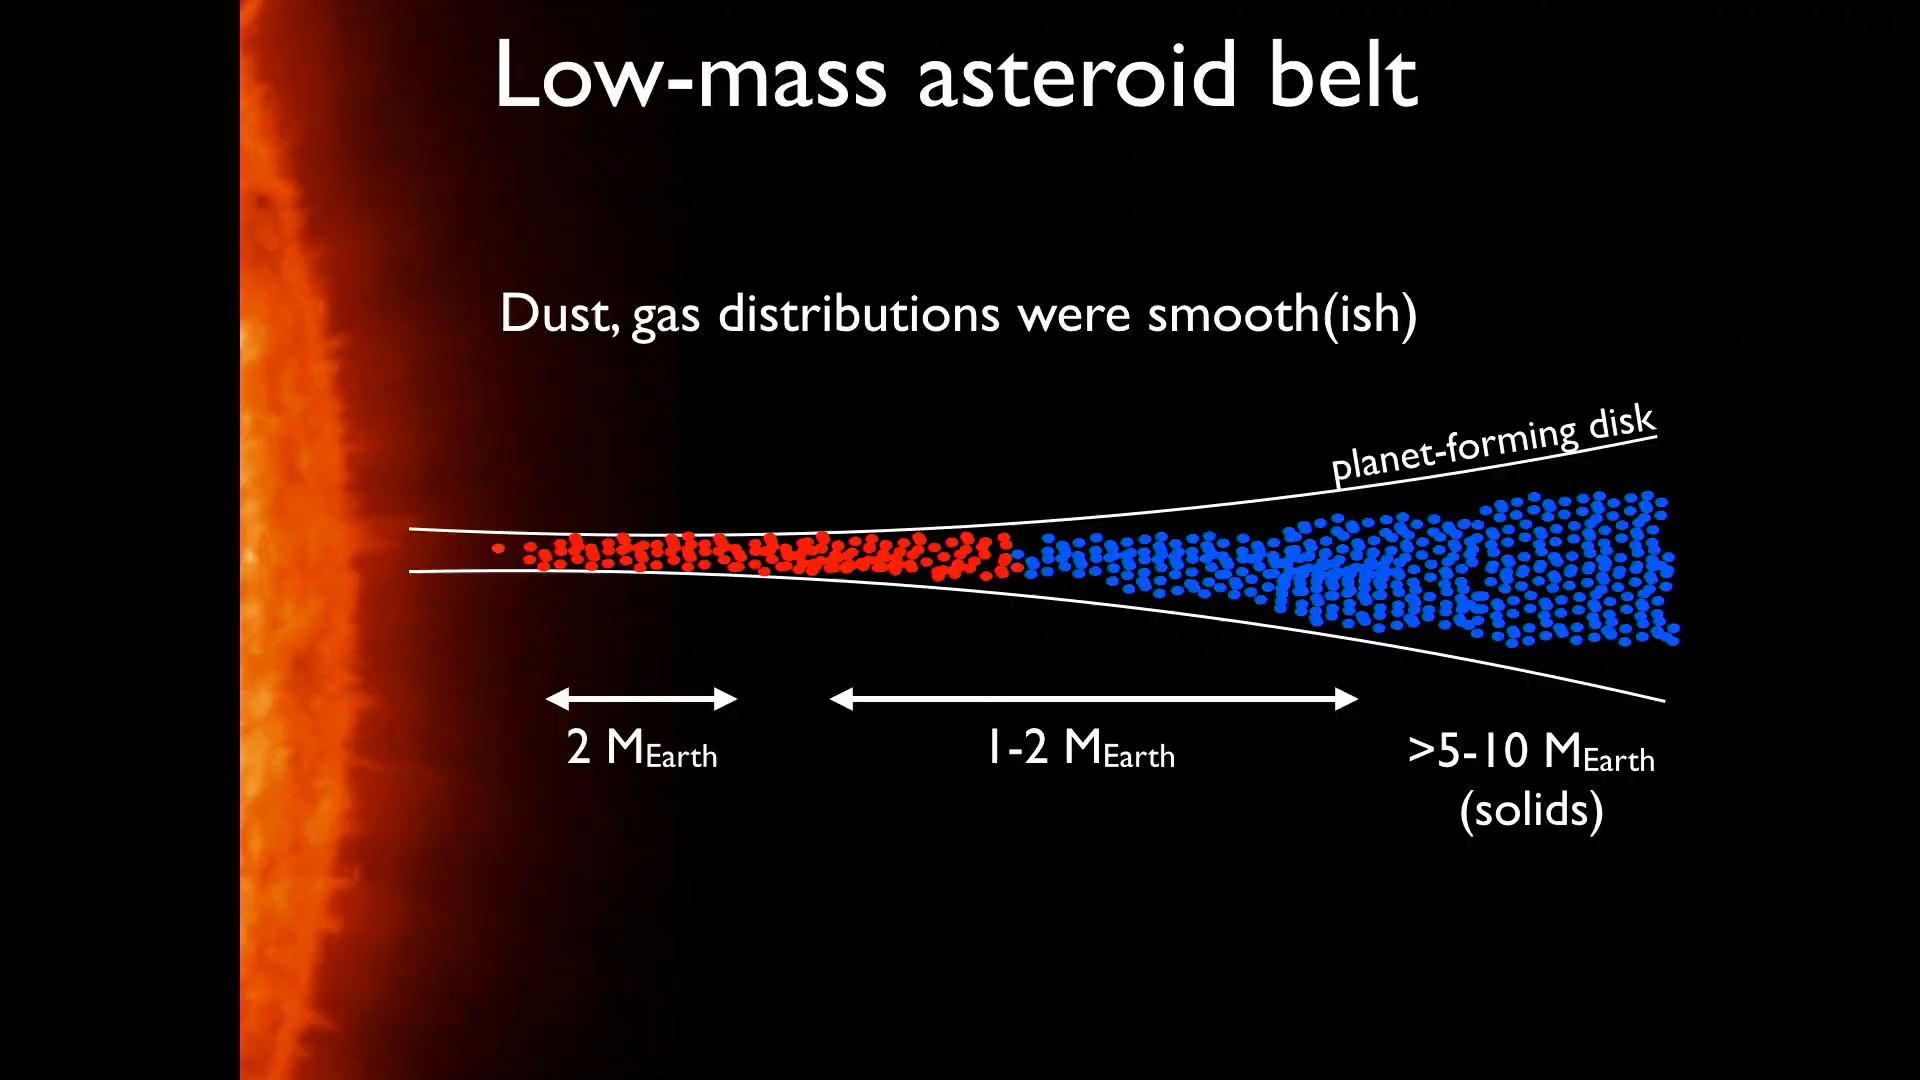 Low-mass asteroid belt
Dust, gas distributions were smooth(ish)
planet-forming disk
2 MEarth
1-2 MEarth
>5-10 MEarth
(solids)